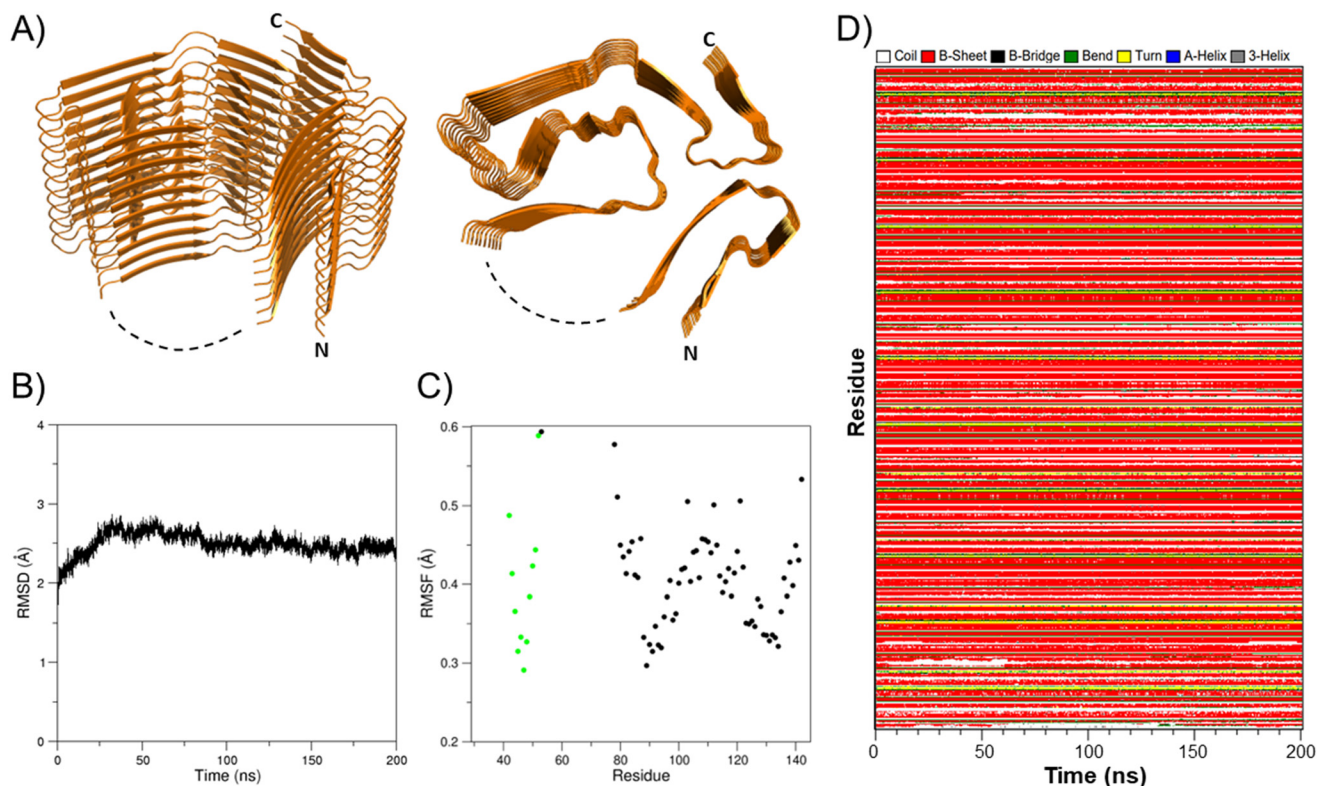 A)
C
N
C
N
B)
RMSD (Å)
4
3
2
1
0
0 50 100 150 200
Time (ns)
C)
RMSF (Å)
0.6
0.5
0.4
0.3
0.2
40 60 80 100 120 140
Residue
D)
Coil B-Sheet B-Bridge Bend Turn A-Helix 3-Helix
Residue
0 50 100 150 200
Time (ns)